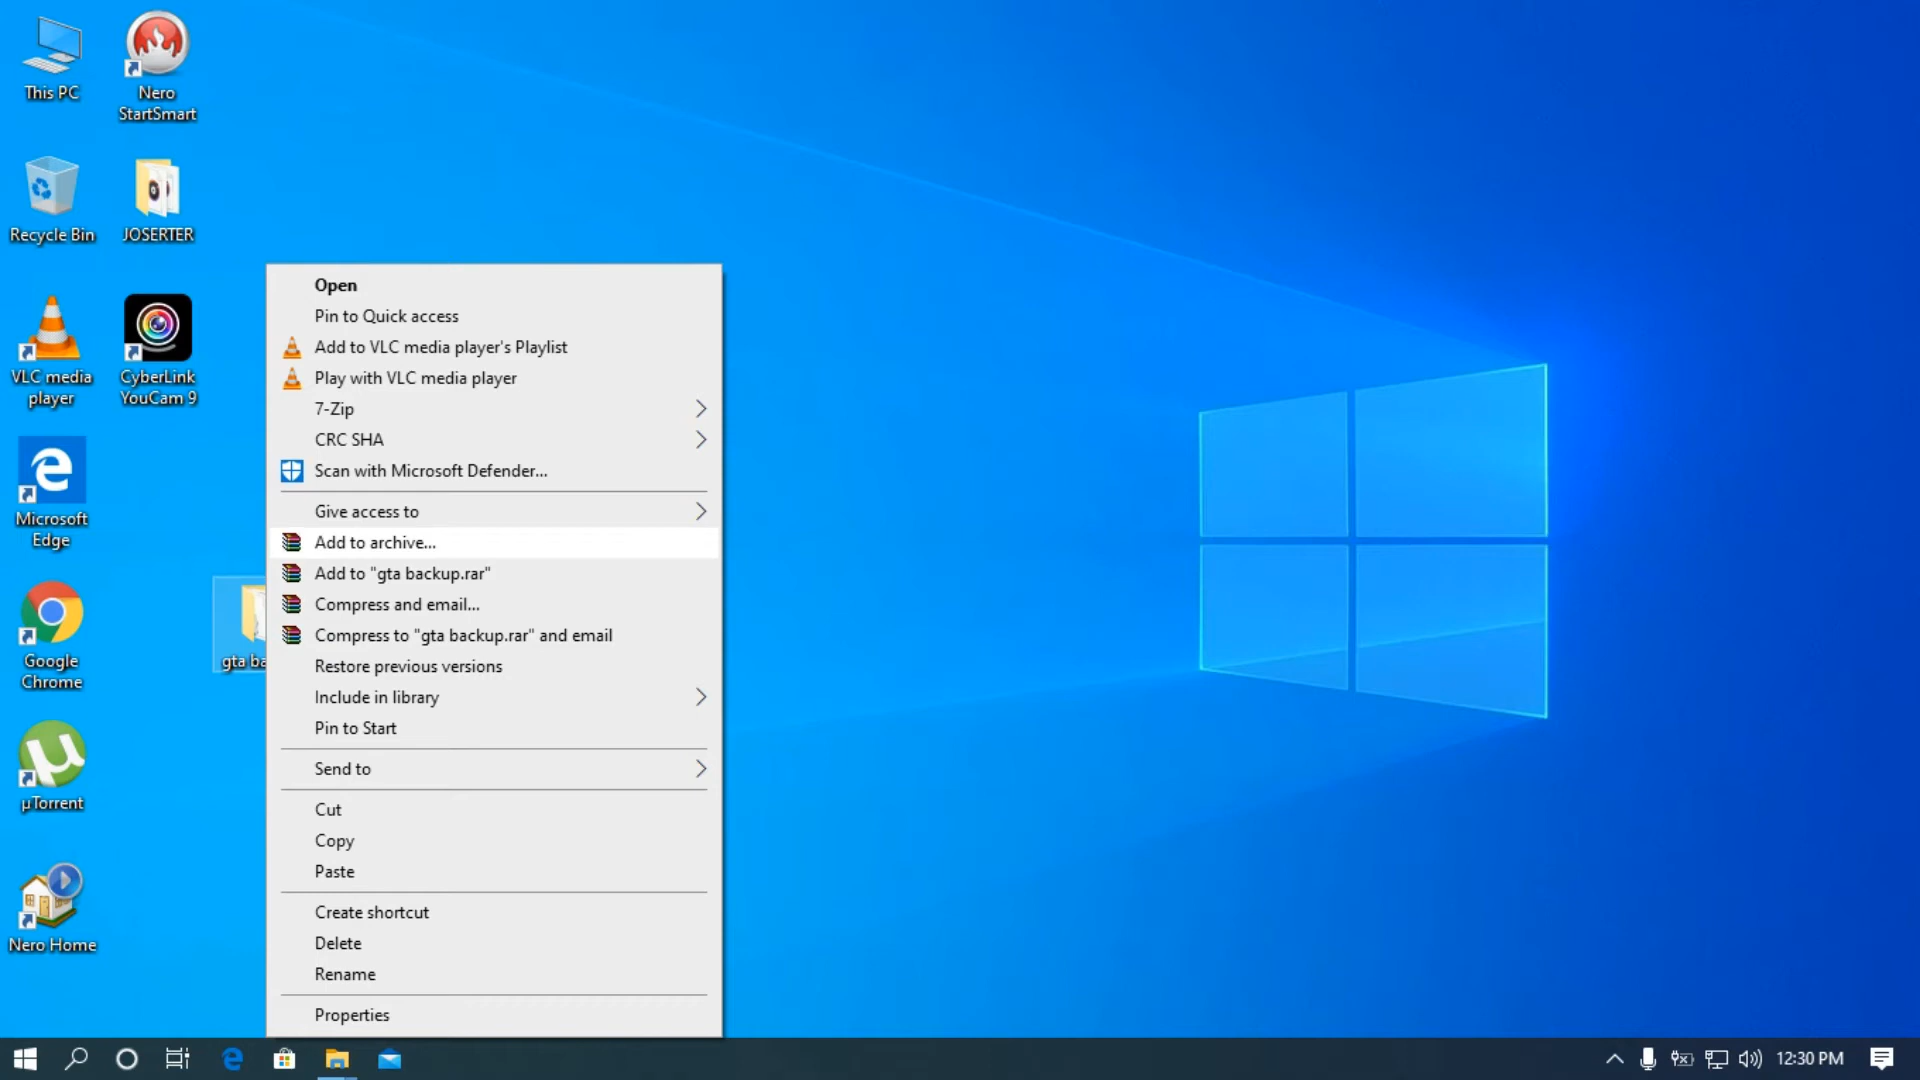 This PC
Nero
StartSmart
Recycle Bin
JOSERTER
VLC media
player
CyberLink
YouCam 9
Microsoft
Edge
Google
Chrome
gta ba
µTorrent
Nero Home
Open
Pin to Quick access
Add to VLC media player's Playlist
Play with VLC media player
7-Zip
CRC SHA
Scan with Microsoft Defender...
Give access to
Add to archive...
Add to "gta backup.rar"
Compress and email...
Compress to "gta backup.rar" and email
Restore previous versions
Include in library
Pin to Start
Send to
Cut
Copy
Paste
Create shortcut
Delete
Rename
Properties
12:30 PM